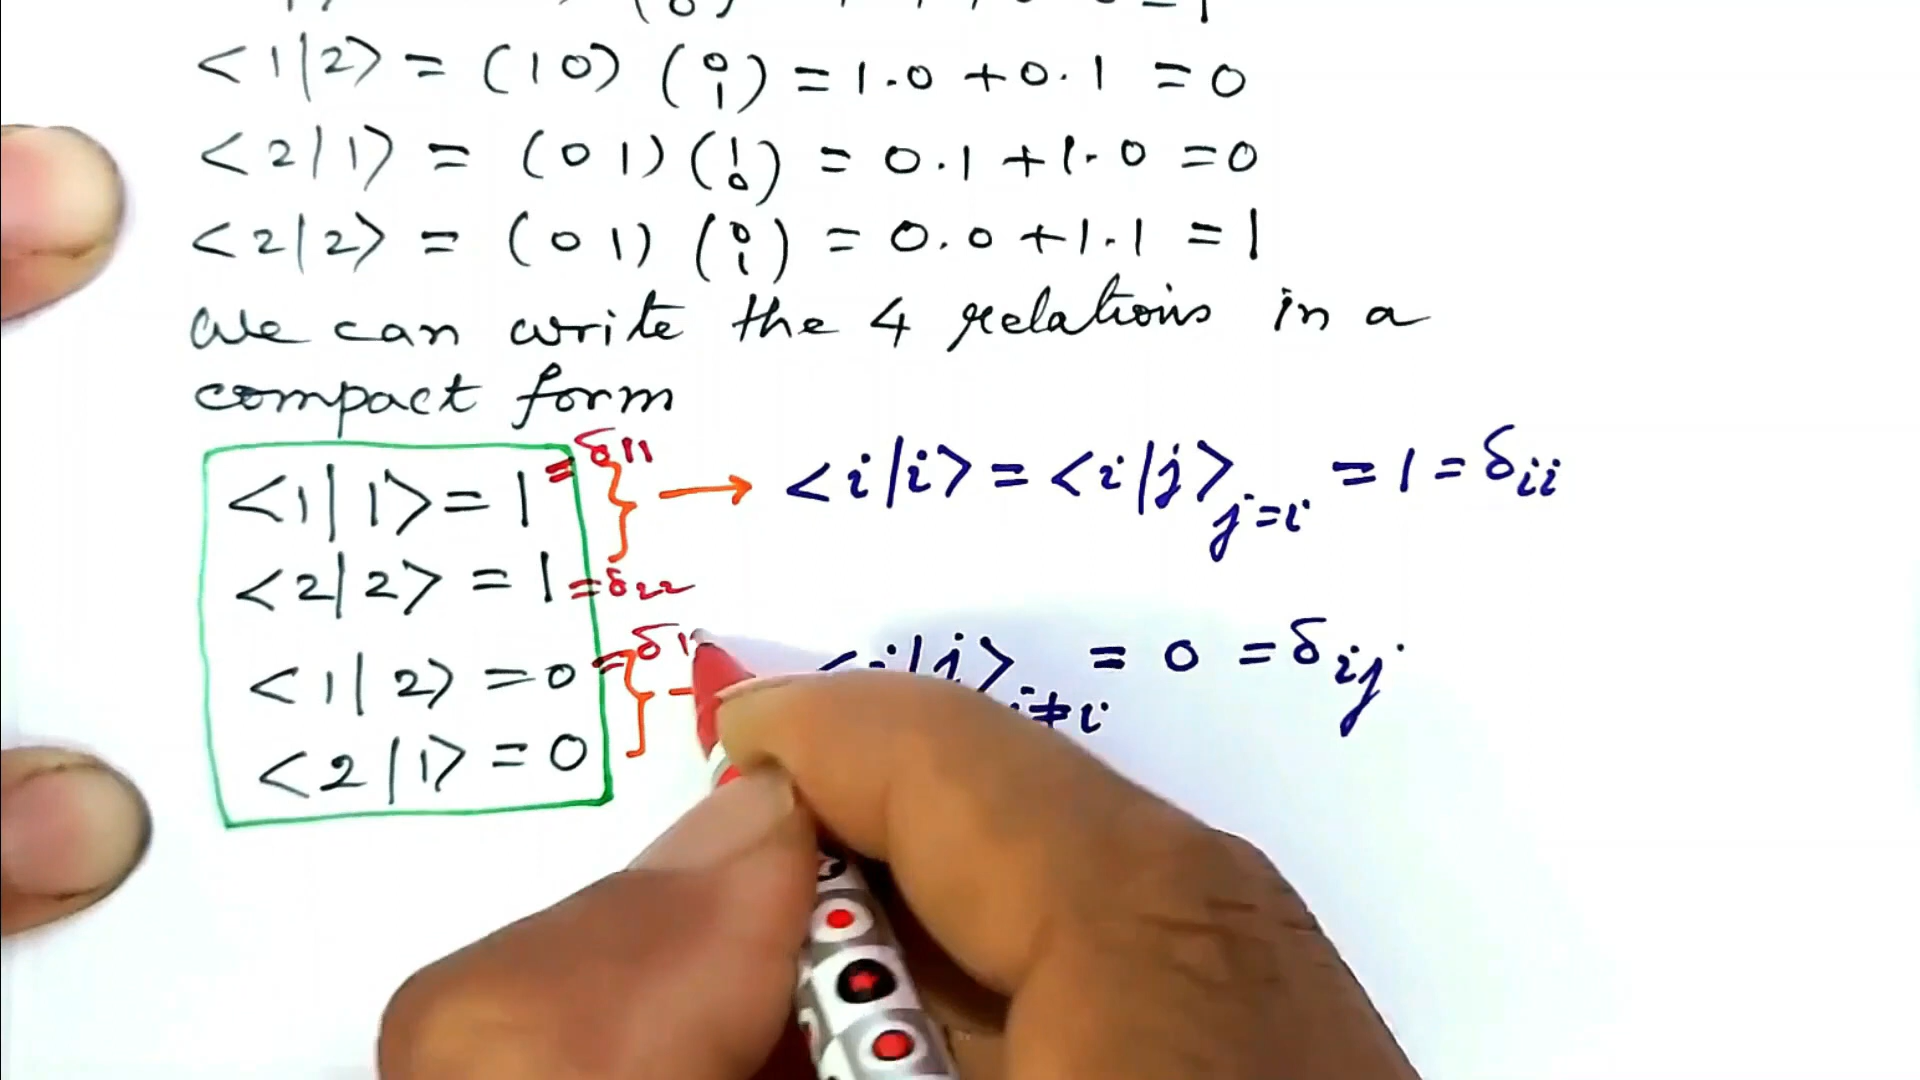 <1|2> = (1 0) (0 1) = 1.0 + 0.1 = 0
<2|1> = (0 1) (1 0) = 0.1 + 1.0 = 0
<2|2> = (0 1) (0 1) = 0.0 + 1.1 = 1
We can write the 4 relations in a
compact form
<1|1> = 1 = δ11 → <i|i> = <i|j> j=i = 1 = δii
<2|2> = 1 = δ22
<1|2> = 0 = δ1 <i|j> ≠i = 0 = δij
<2|1> = 0